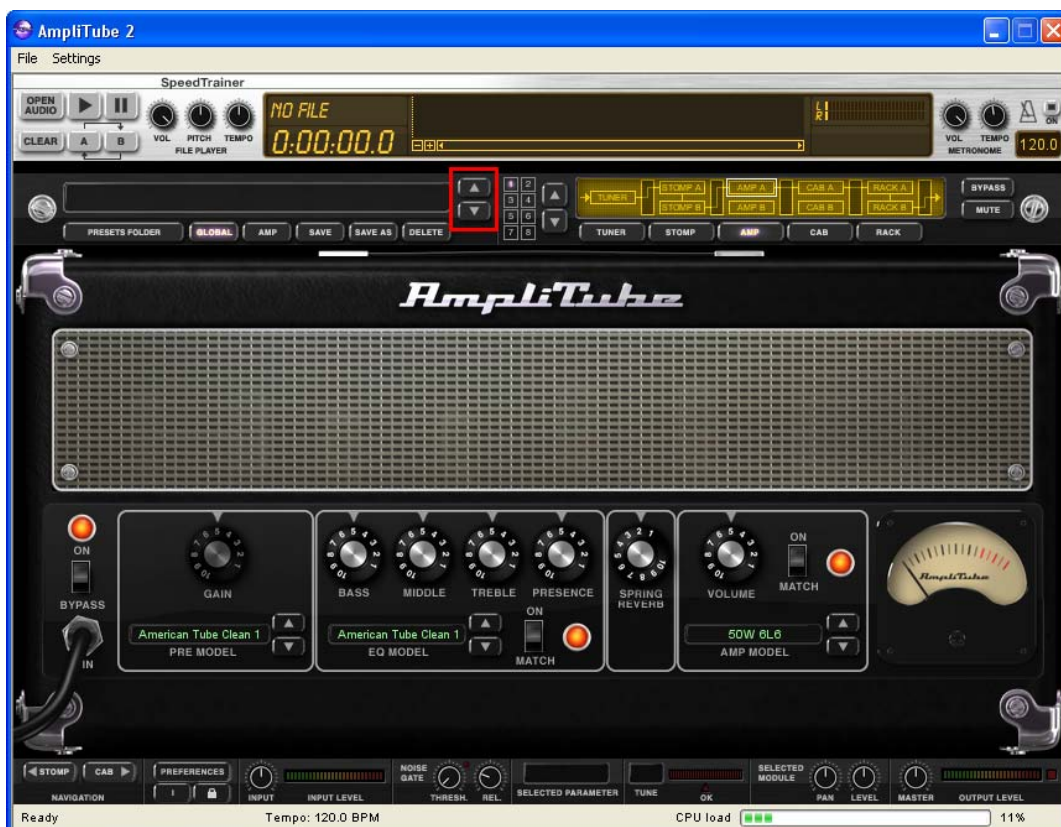 AmpliTube 2
File Settings
SpeedTrainer
OPEN AUDIO
CLEAR A B
VOL PITCH TEMPO
FILE PLAYER
NO FILE
0:00:00.0
L
R
VOL TEMPO
METRONOME
ON
120.0
PRESETS FOLDER GLOBAL AMP SAVE SAVE AS DELETE
1 2
3 4
5 6
7 8
TUNER STOMP A AMP A CAB A RACK A
STOMP B AMP B CAB B RACK B
TUNER STOMP AMP CAB RACK
BYPASS
MUTE
AmpliTube
ON
BYPASS
IN
GAIN
American Tube Clean 1
PRE MODEL
BASS MIDDLE TREBLE PRESENCE
American Tube Clean 1
EQ MODEL
ON
MATCH
SPRING
REVERB
VOLUME
ON
MATCH
50W 6L6
AMP MODEL
AmpliTube
STOMP CAB
NAVIGATION
PREFERENCES
INPUT INPUT LEVEL
NOISE
GATE
THRESH. REL.
SELECTED PARAMETER
TUNE OK
SELECTED
MODULE
PAN LEVEL
MASTER OUTPUT LEVEL
Ready Tempo: 120.0 BPM CPU load 11%